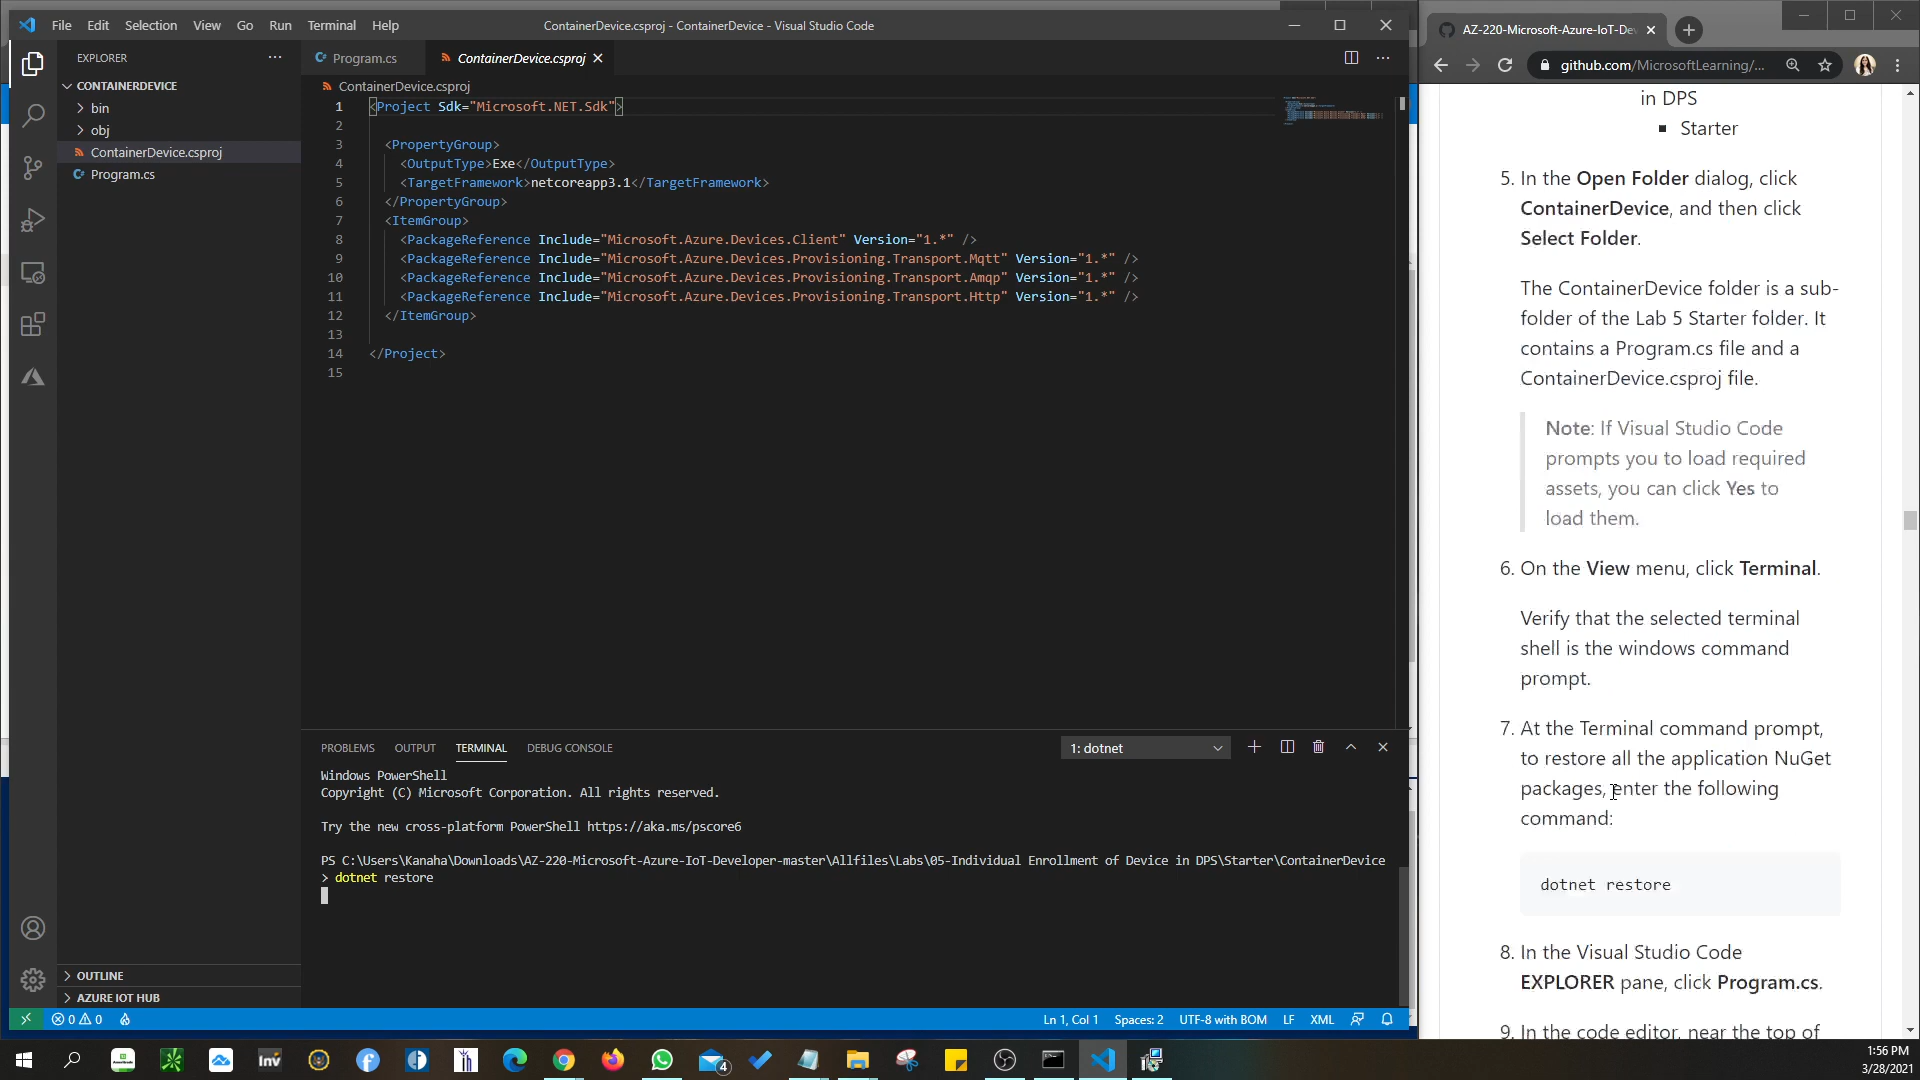 File Edit Selection View Go Run Terminal Help
ContainerDevice.csproj - ContainerDevice - Visual Studio Code
EXPLORER
CONTAINERDEVICE
bin
obj
ContainerDevice.csproj
Program.cs
OUTLINE
AZURE IOT HUB
Program.cs
ContainerDevice.csproj
ContainerDevice.csproj
1 <Project Sdk="Microsoft.NET.Sdk">
2
3 <PropertyGroup>
4 <OutputType>Exe</OutputType>
5 <TargetFramework>netcoreapp3.1</TargetFramework>
6 </PropertyGroup>
7 <ItemGroup>
8 <PackageReference Include="Microsoft.Azure.Devices.Client" Version="1.*" />
9 <PackageReference Include="Microsoft.Azure.Devices.Provisioning.Transport.Mqtt" Version="1.*" />
10 <PackageReference Include="Microsoft.Azure.Devices.Provisioning.Transport.Amqp" Version="1.*" />
11 <PackageReference Include="Microsoft.Azure.Devices.Provisioning.Transport.Http" Version="1.*" />
12 </ItemGroup>
13
14 </Project>
15
PROBLEMS OUTPUT TERMINAL DEBUG CONSOLE
1: dotnet
Windows PowerShell
Copyright (C) Microsoft Corporation. All rights reserved.
Try the new cross-platform PowerShell https://aka.ms/pscore6
PS C:\Users\Kanaha\Downloads\AZ-220-Microsoft-Azure-IoT-Developer-master\Allfiles\Labs\05-Individual Enrollment of Device in DPS\Starter\ContainerDevice
> dotnet restore
0 0
Ln 1, Col 1 Spaces: 2 UTF-8 with BOM LF XML
AZ-220-Microsoft-Azure-IoT-De
github.com/MicrosoftLearning/...
in DPS
Starter
5. In the Open Folder dialog, click
ContainerDevice, and then click
Select Folder.
The ContainerDevice folder is a sub-
folder of the Lab 5 Starter folder. It
contains a Program.cs file and a
ContainerDevice.csproj file.
Note: If Visual Studio Code
prompts you to load required
assets, you can click Yes to
load them.
6. On the View menu, click Terminal.
Verify that the selected terminal
shell is the windows command
prompt.
7. At the Terminal command prompt,
to restore all the application NuGet
packages, enter the following
command:
dotnet restore
8. In the Visual Studio Code
EXPLORER pane, click Program.cs.
9. In the code editor, near the top of
Inv
4
1:56 PM
3/28/2021